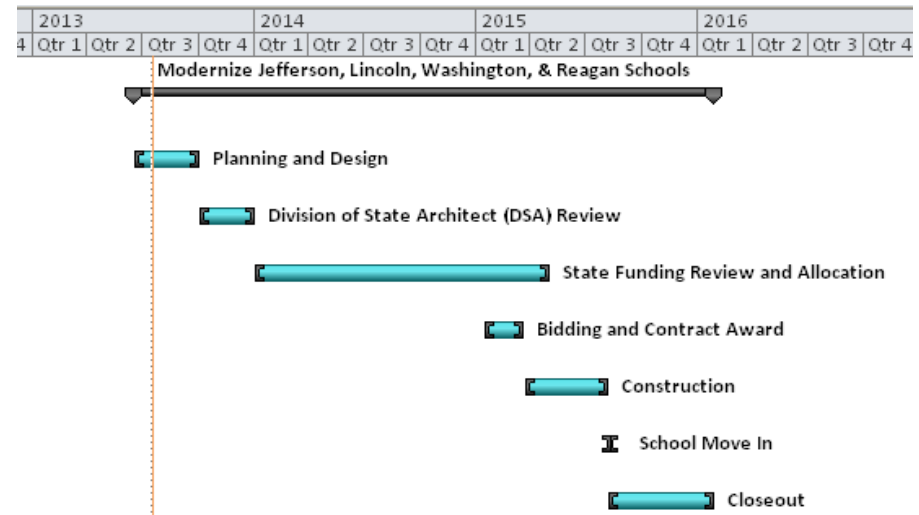 2013 2014 2015 2016
4 Qtr 1 Qtr 2 Qtr 3 Qtr 4 Qtr 1 Qtr 2 Qtr 3 Qtr 4 Qtr 1 Qtr 2 Qtr 3 Qtr 4 Qtr 1 Qtr 2 Qtr 3 Qtr 4
Modernize Jefferson, Lincoln, Washington, & Reagan Schools
Planning and Design
Division of State Architect (DSA) Review
State Funding Review and Allocation
Bidding and Contract Award
Construction
School Move In
Closeout